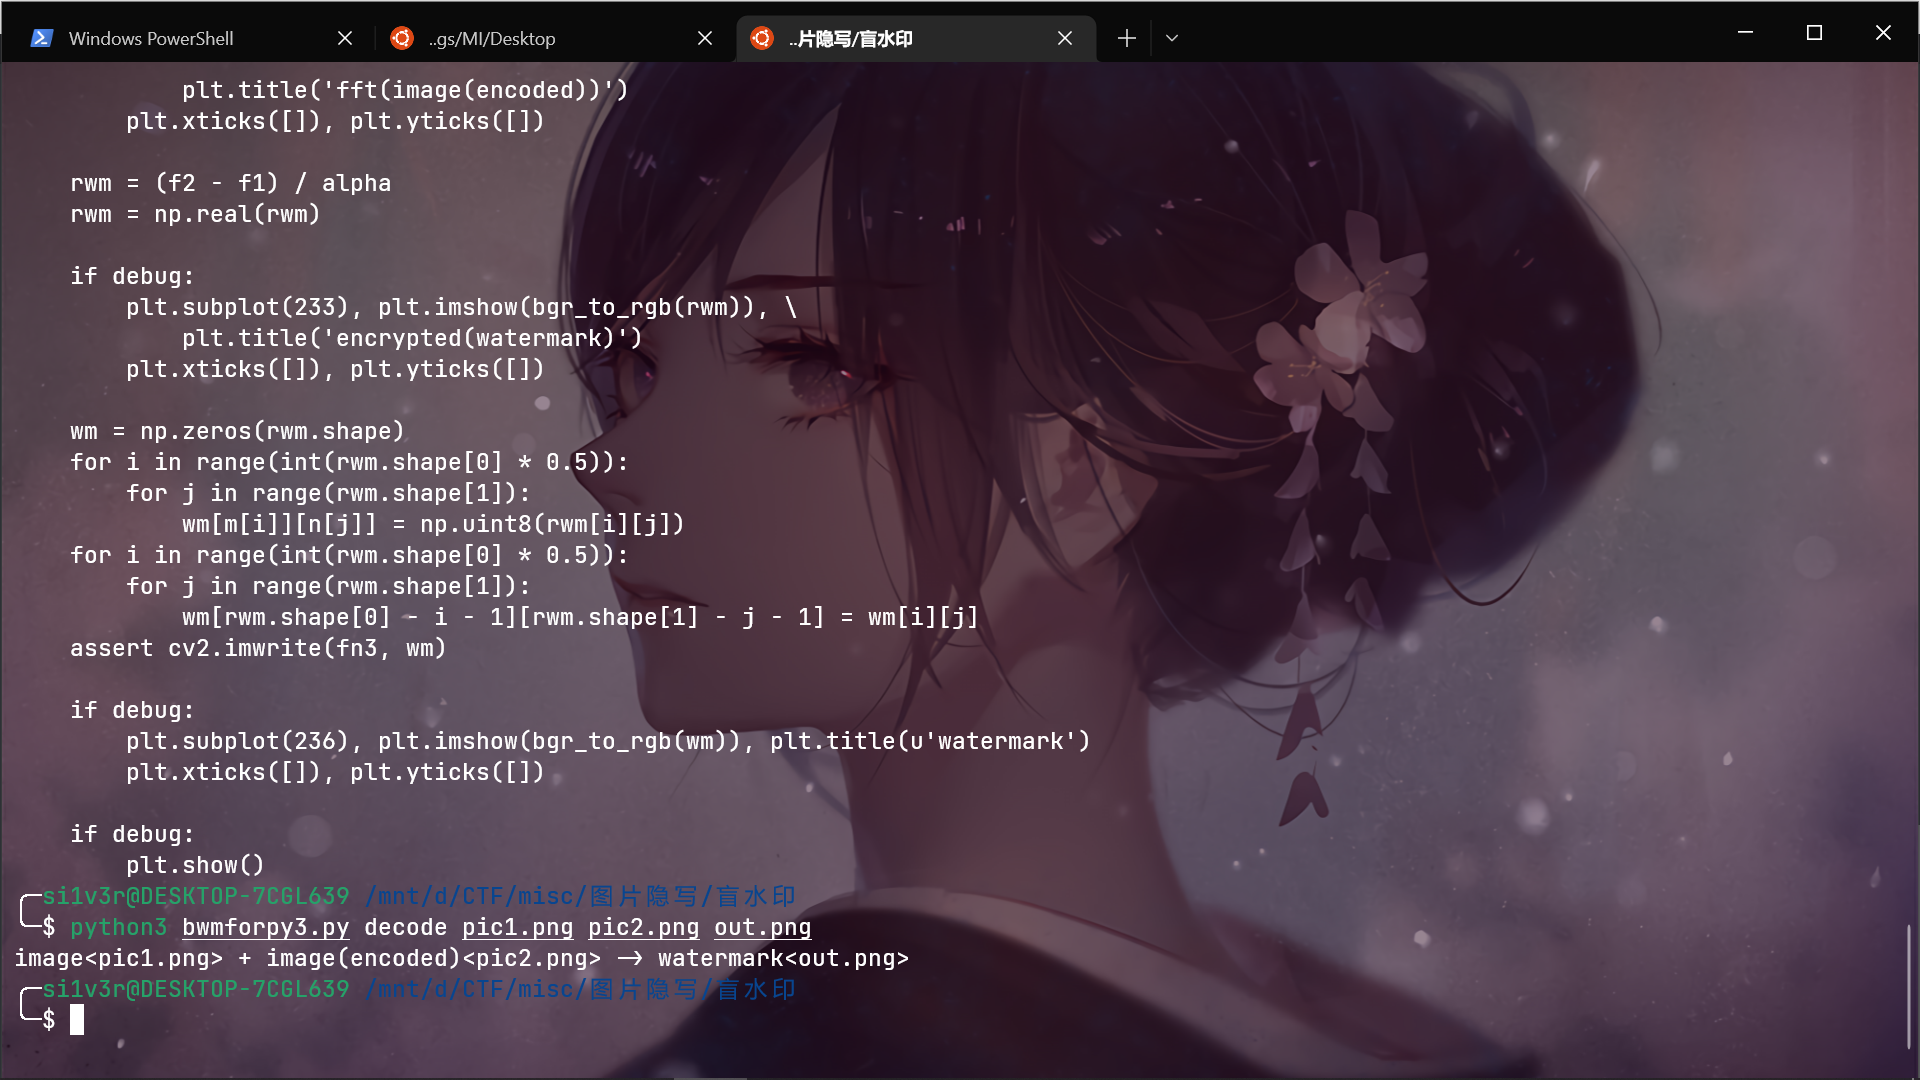 Windows PowerShell
..gs/MI/Desktop
..片隐写/盲水印
            plt.title('fft(image(encoded))')
        plt.xticks([]), plt.yticks([])
    rwm = (f2 - f1) / alpha
    rwm = np.real(rwm)
    if debug:
        plt.subplot(233), plt.imshow(bgr_to_rgb(rwm)), \
            plt.title('encrypted(watermark)')
        plt.xticks([]), plt.yticks([])
    wm = np.zeros(rwm.shape)
    for i in range(int(rwm.shape[0] * 0.5)):
        for j in range(rwm.shape[1]):
            wm[m[i]][n[j]] = np.uint8(rwm[i][j])
    for i in range(int(rwm.shape[0] * 0.5)):
        for j in range(rwm.shape[1]):
            wm[rwm.shape[0] - i - 1][rwm.shape[1] - j - 1] = wm[i][j]
    assert cv2.imwrite(fn3, wm)
    if debug:
        plt.subplot(236), plt.imshow(bgr_to_rgb(wm)), plt.title(u'watermark')
        plt.xticks([]), plt.yticks([])
    if debug:
        plt.show()
╭─si1v3r@DESKTOP-7CGL639 /mnt/d/CTF/misc/图片隐写/盲水印
╰─$ python3 bwmforpy3.py decode pic1.png pic2.png out.png
image<pic1.png> + image(encoded)<pic2.png> -> watermark<out.png>
╭─si1v3r@DESKTOP-7CGL639 /mnt/d/CTF/misc/图片隐写/盲水印
╰─$